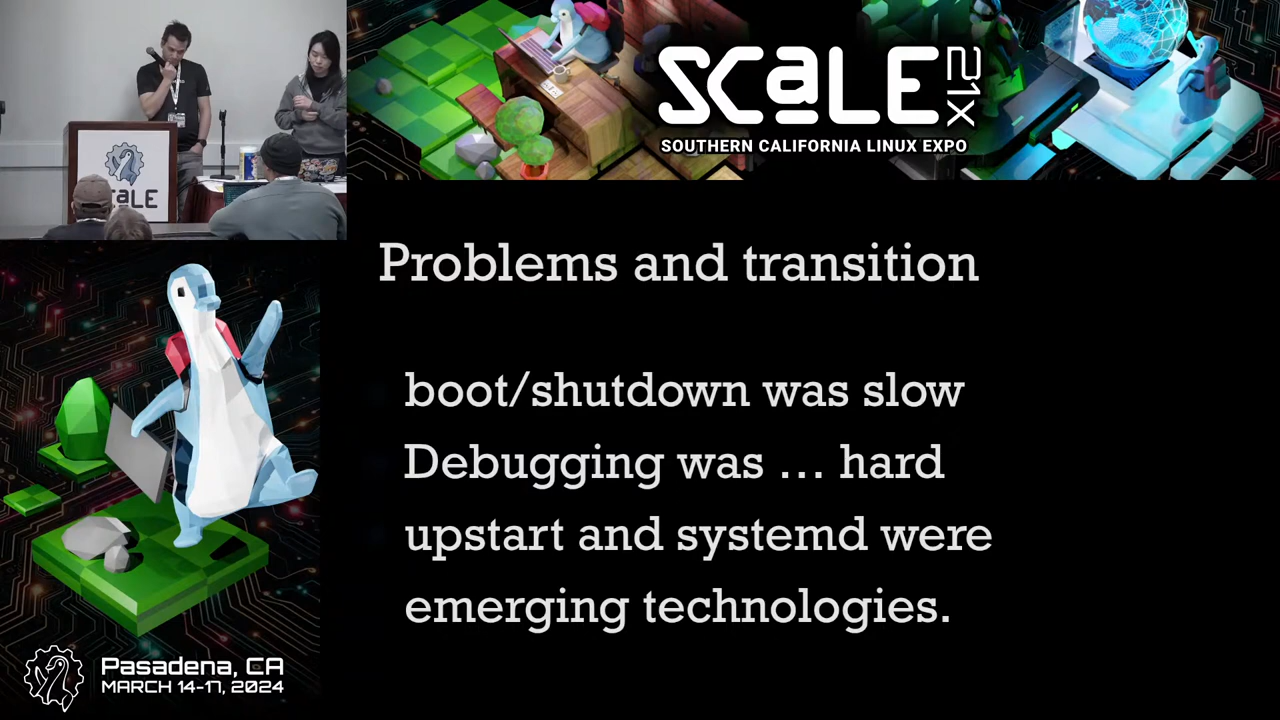 SCaLE 21X
SOUTHERN CALIFORNIA LINUX EXPO
Problems and transition
boot/shutdown was slow
Debugging was … hard
upstart and systemd were
emerging technologies.
Pasadena, CA
MARCH 14-17, 2024